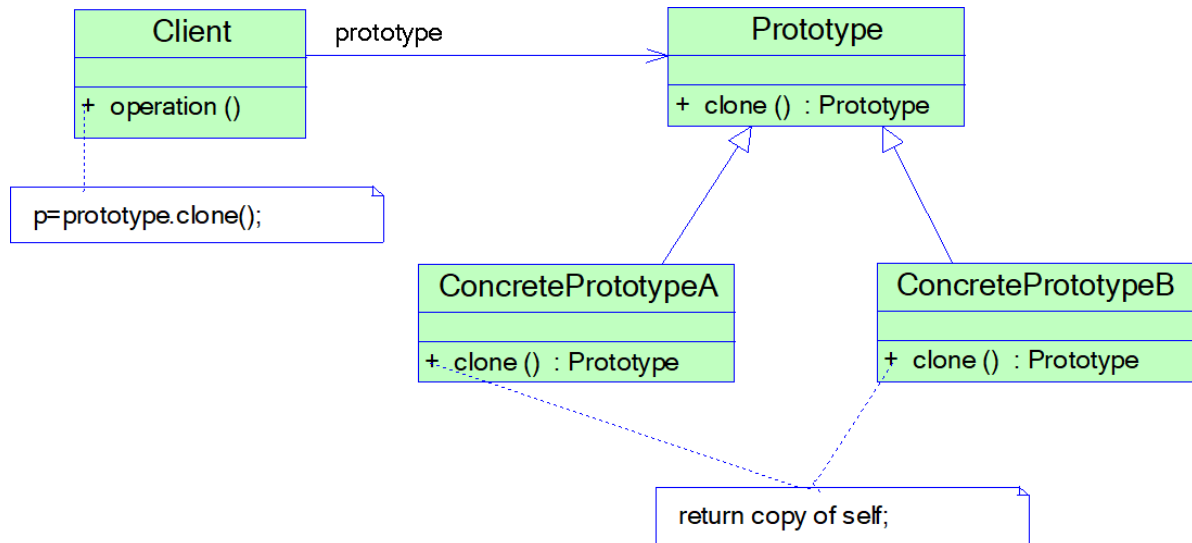 Client
prototype
Prototype
+ operation ()
+ clone () : Prototype
p=prototype.clone();
ConcretePrototypeA
ConcretePrototypeB
+ clone () : Prototype
+ clone () : Prototype
return copy of self;